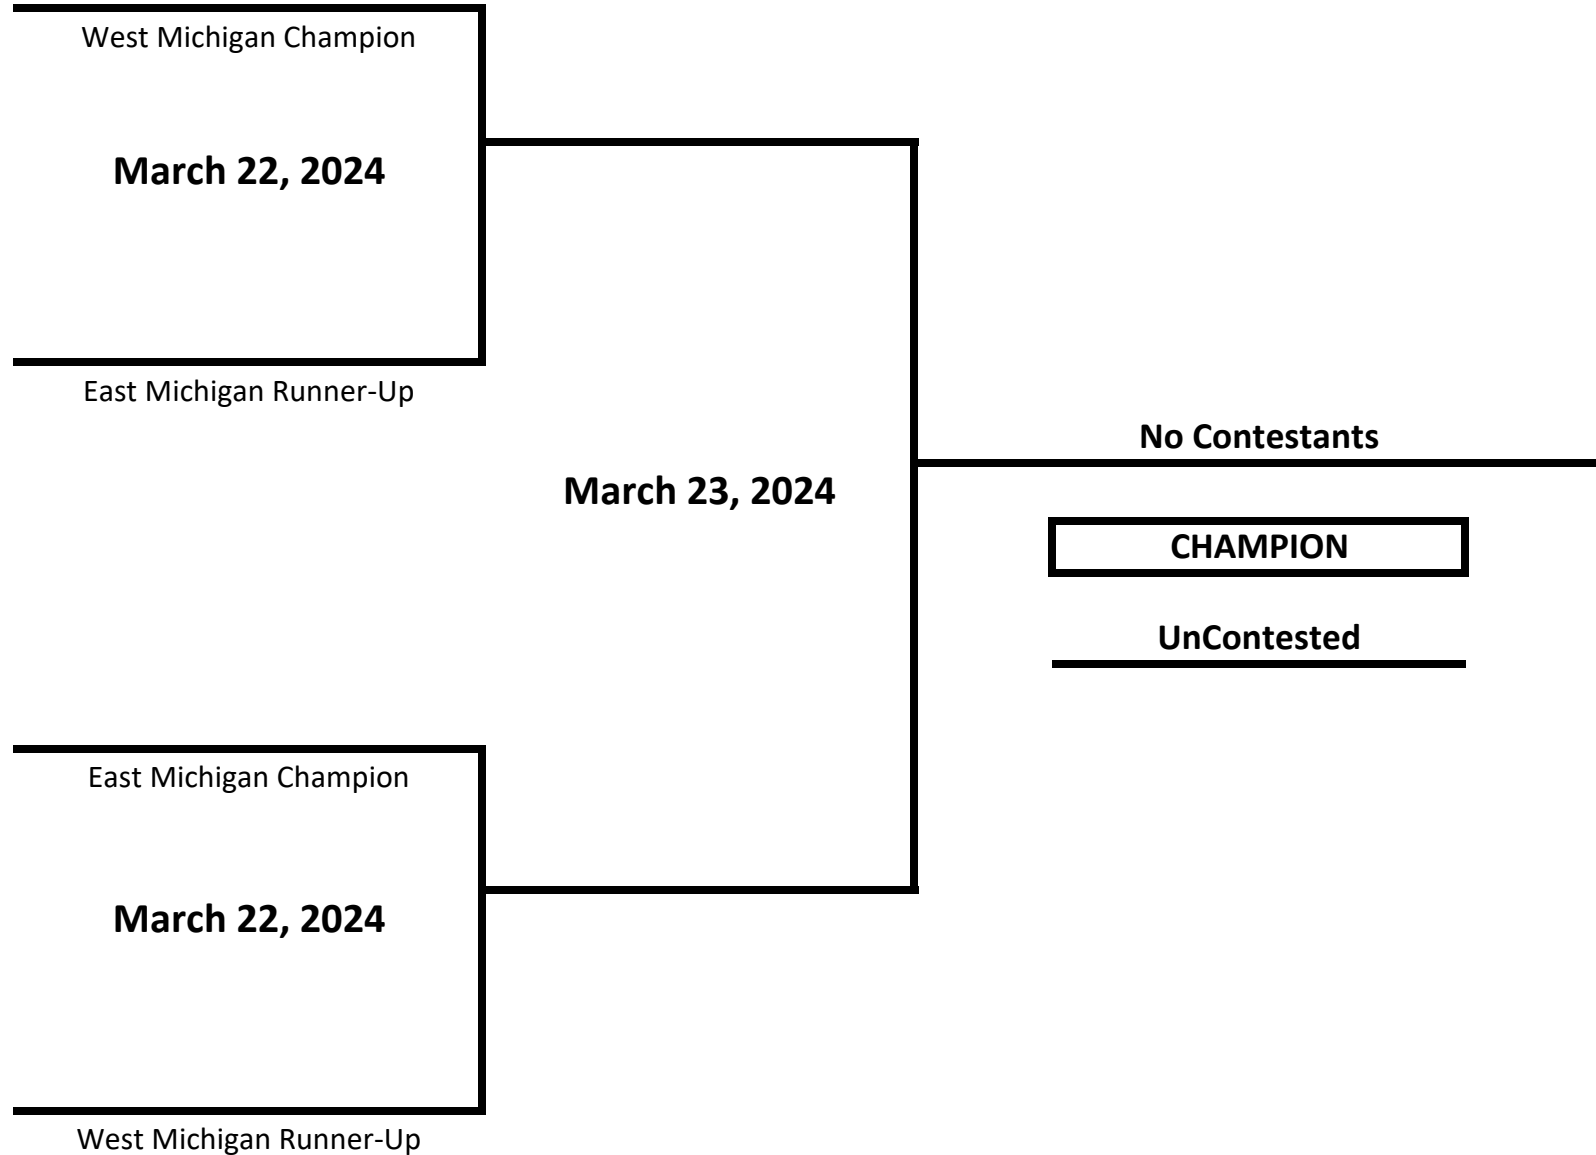 West Michigan Champion
March 22, 2024
East Michigan Runner-Up
No Contestants
March 23, 2024
CHAMPION
UnContested
East Michigan Champion
March 22, 2024
West Michigan Runner-Up